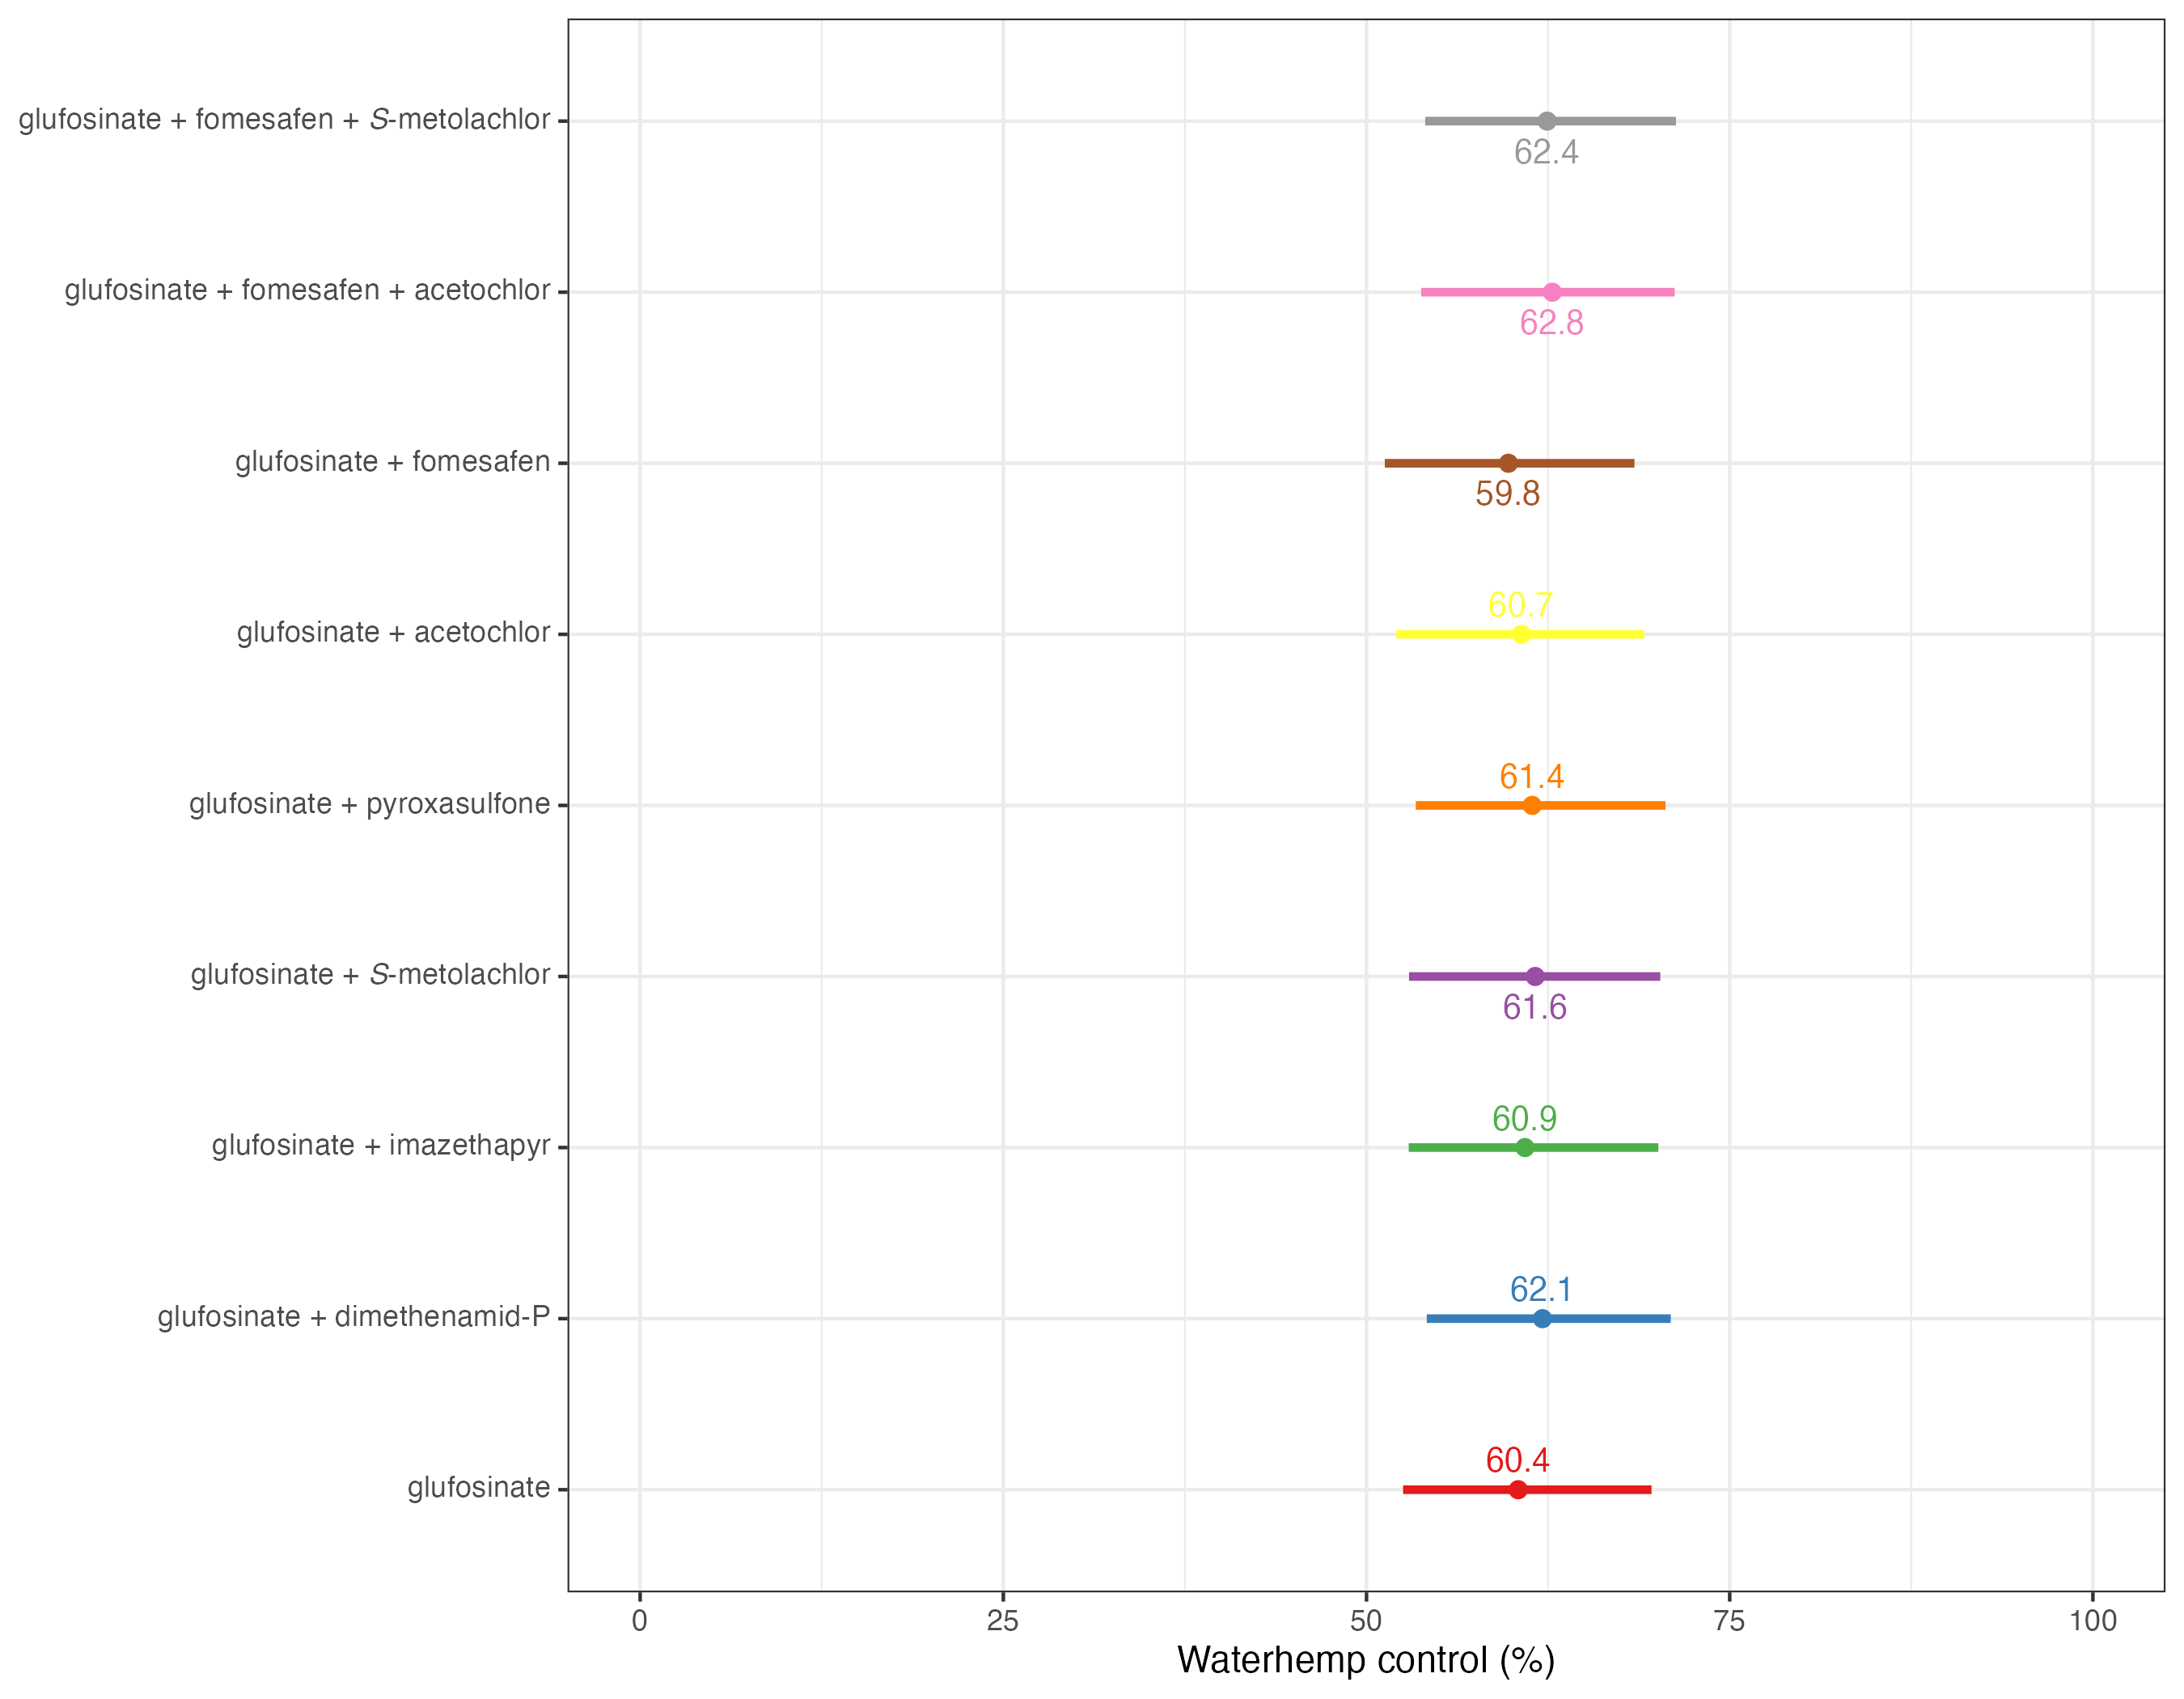 glufosinate + fomesafen + S-metolachlor
62.4
glufosinate + fomesafen + acetochlor
62.8
glufosinate + fomesafen
59.8
60.7
glufosinate + acetochlor
61.4
glufosinate + pyroxasulfone
glufosinate + S-metolachlor
61.6
60.9
glufosinate + imazethapyr
62.1
glufosinate + dimethenamid-P
60.4
glufosinate
0 25 50 75 100
Waterhemp control (%)